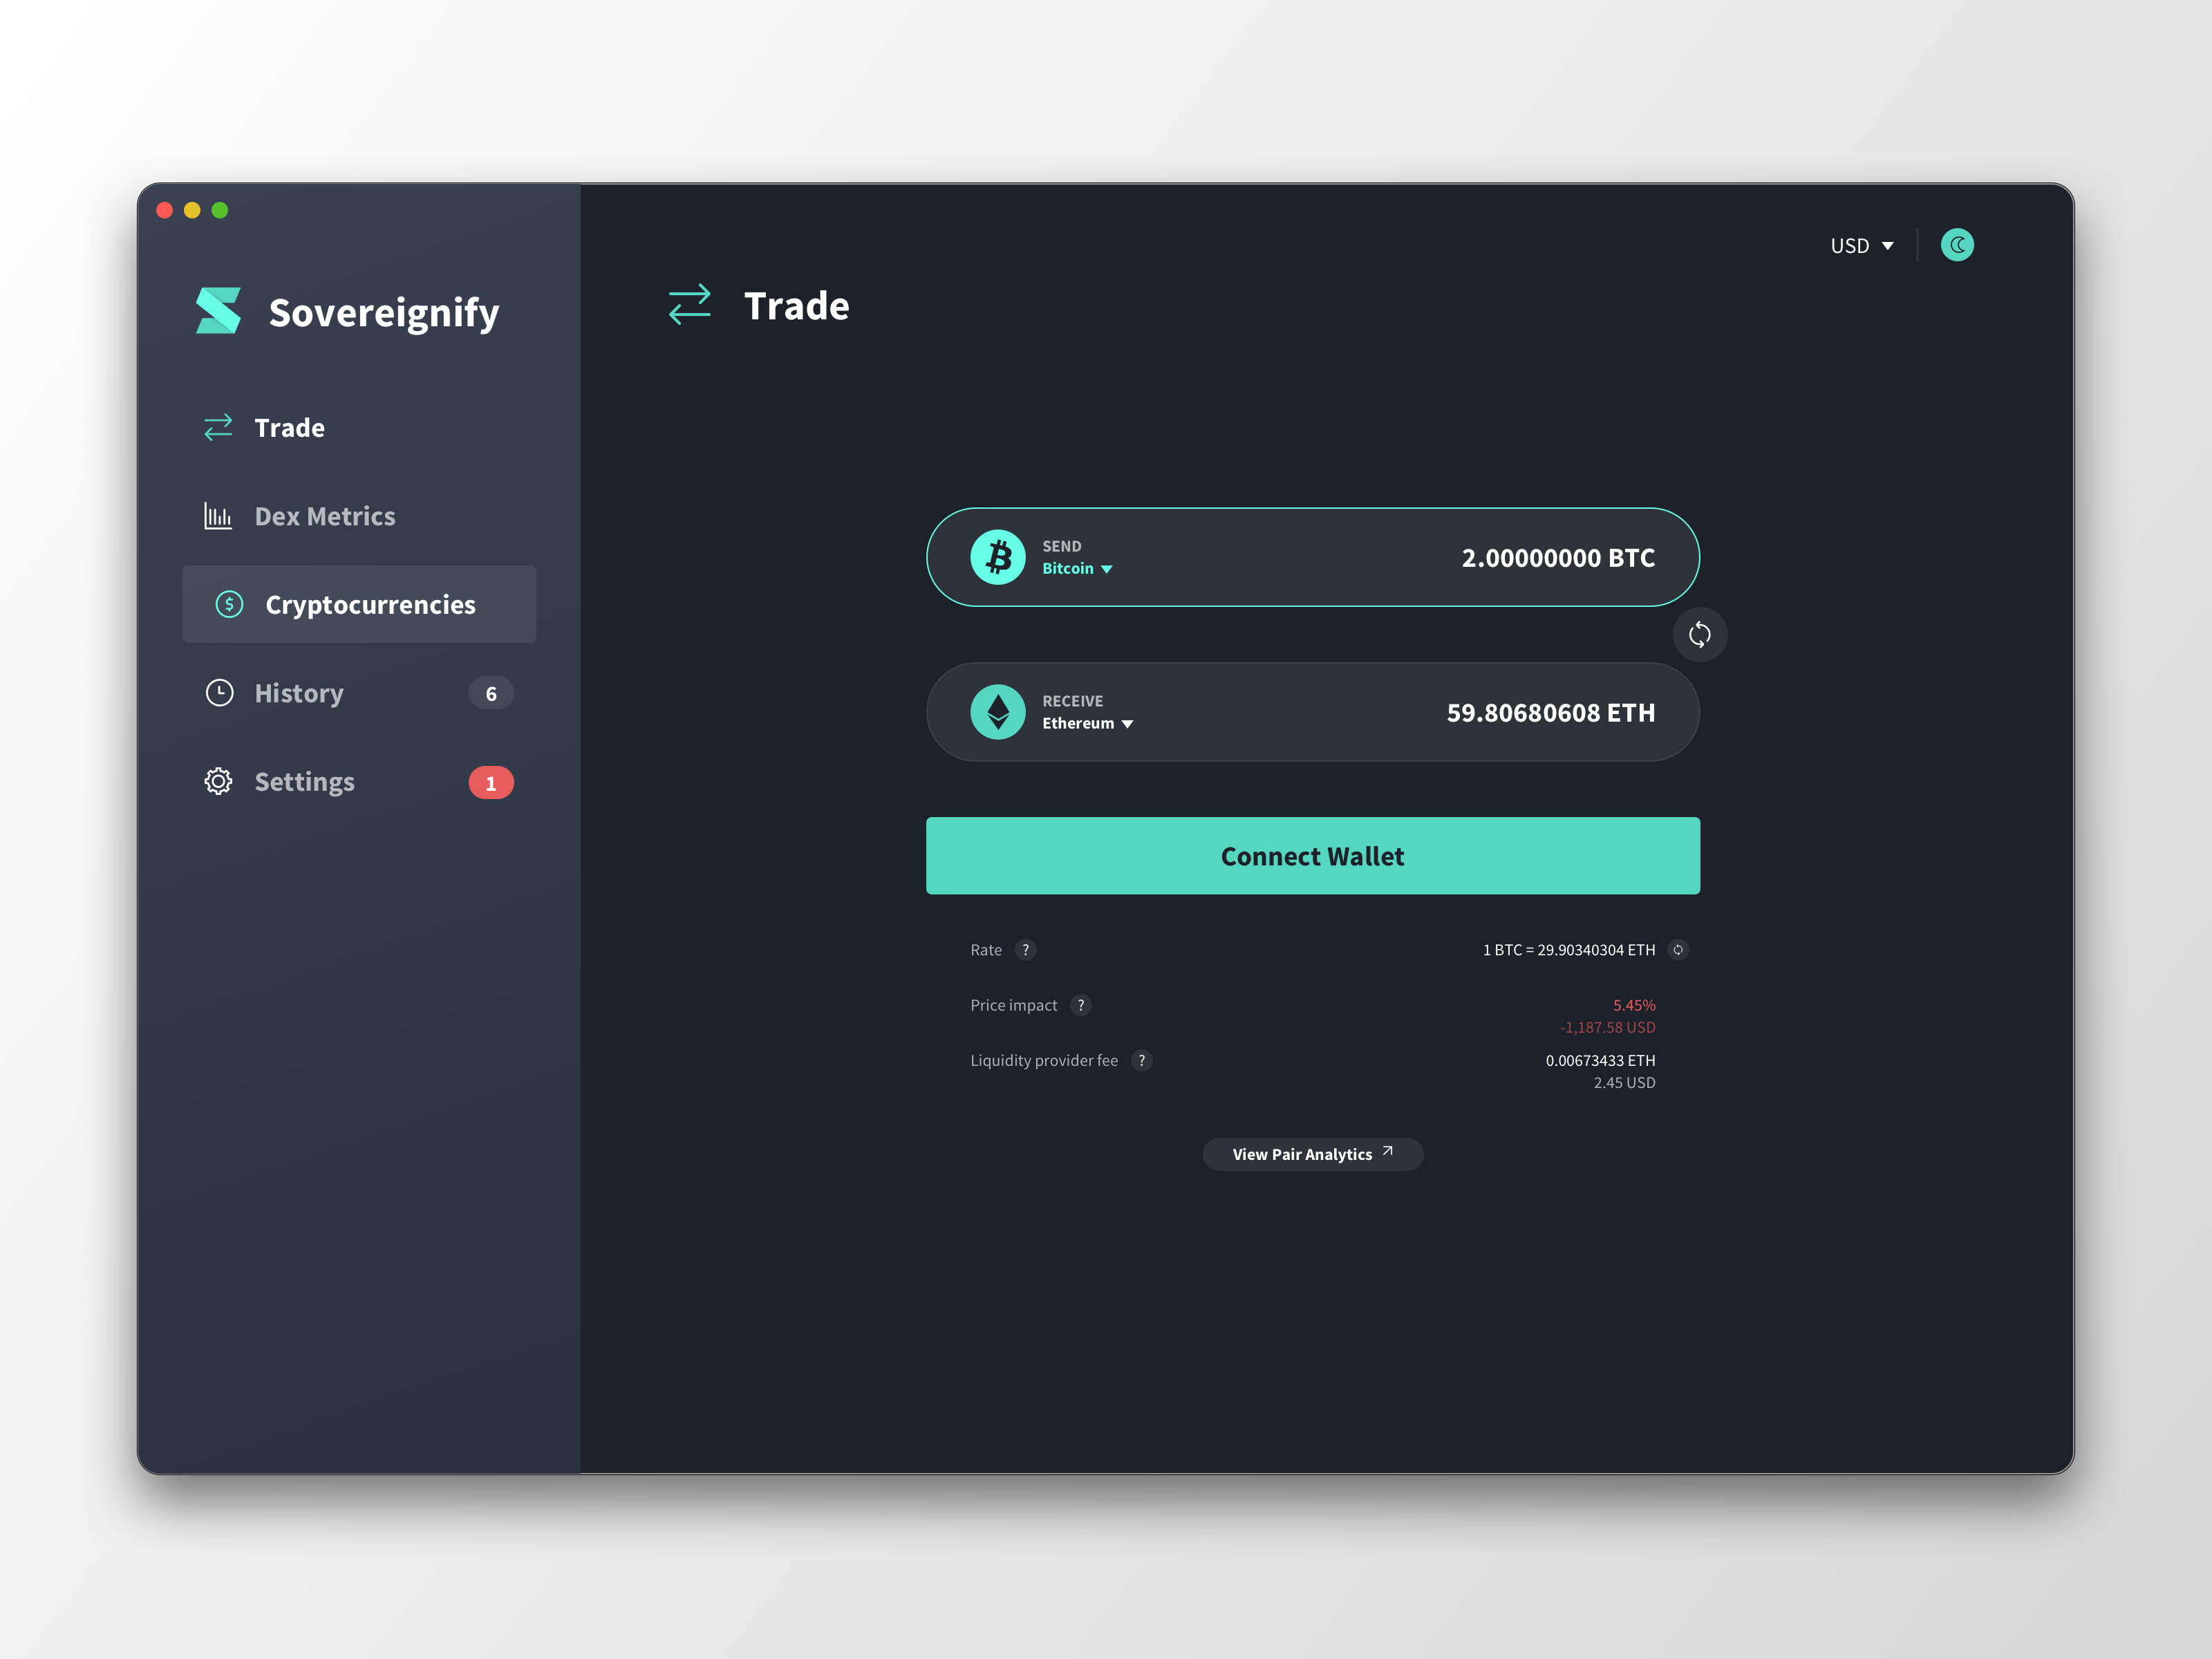 Sovereignify
Trade
Dex Metrics
Cryptocurrencies
History 6
Settings 1
USD
Trade
SEND
Bitcoin
2.00000000 BTC
RECEIVE
Ethereum
59.80680608 ETH
Connect Wallet
Rate ? 1 BTC = 29.90340304 ETH
Price impact ? 5.45%
-1,187.58 USD
Liquidity provider fee ? 0.00673433 ETH
2.45 USD
View Pair Analytics